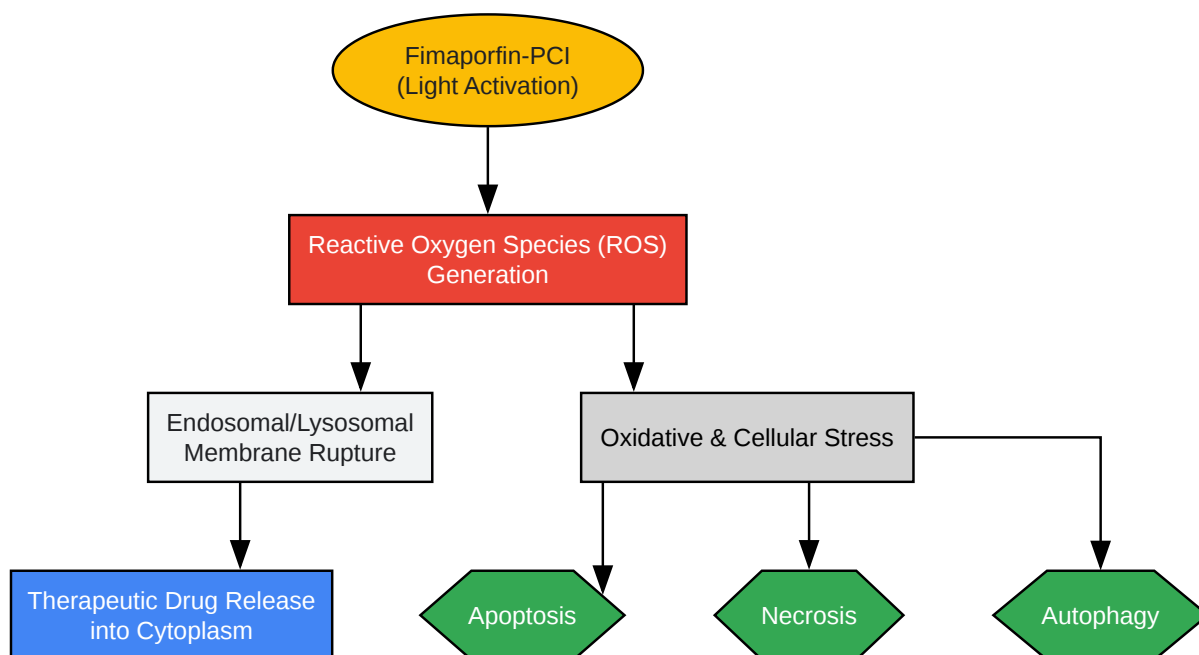 Fimaporfin-PCI
(Light Activation)
Reactive Oxygen Species (ROS)
Generation
Endosomal/Lysosomal
Membrane Rupture
Oxidative & Cellular Stress
Therapeutic Drug Release
into Cytoplasm
Apoptosis
Necrosis
Autophagy